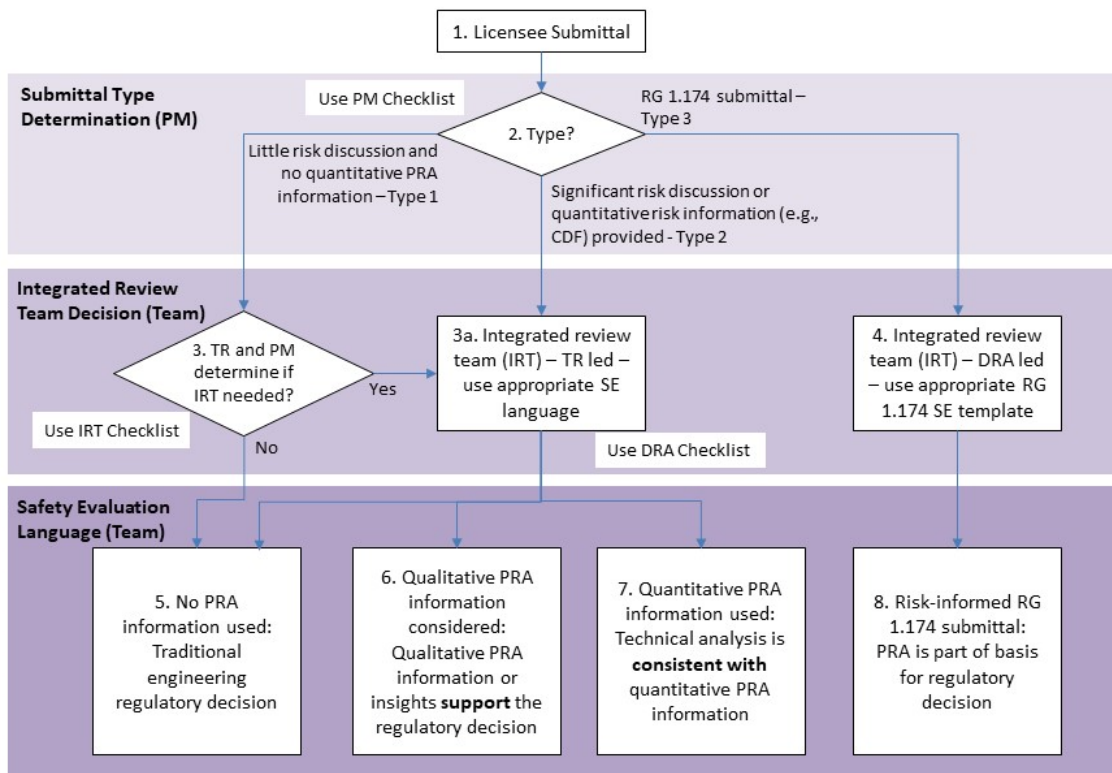 1. Licensee Submittal
Submittal Type
Determination (PM)
Use PM Checklist
RG 1.174 submittal –
Type 3
2. Type?
Little risk discussion and
no quantitative PRA
information – Type 1
Significant risk discussion or
quantitative risk information (e.g.,
CDF) provided - Type 2
Integrated Review
Team Decision (Team)
3. TR and PM
determine if
IRT needed?
Yes
Use IRT Checklist
No
3a. Integrated review
team (IRT) – TR led –
use appropriate SE
language
Use DRA Checklist
4. Integrated review
team (IRT) – DRA led
– use appropriate RG
1.174 SE template
Safety Evaluation
Language (Team)
5. No PRA
information used:
Traditional
engineering
regulatory decision
6. Qualitative PRA
information
considered:
Qualitative PRA
information or
insights support the
regulatory decision
7. Quantitative PRA
information used:
Technical analysis is
consistent with
quantitative PRA
information
8. Risk-informed RG
1.174 submittal:
PRA is part of basis
for regulatory
decision